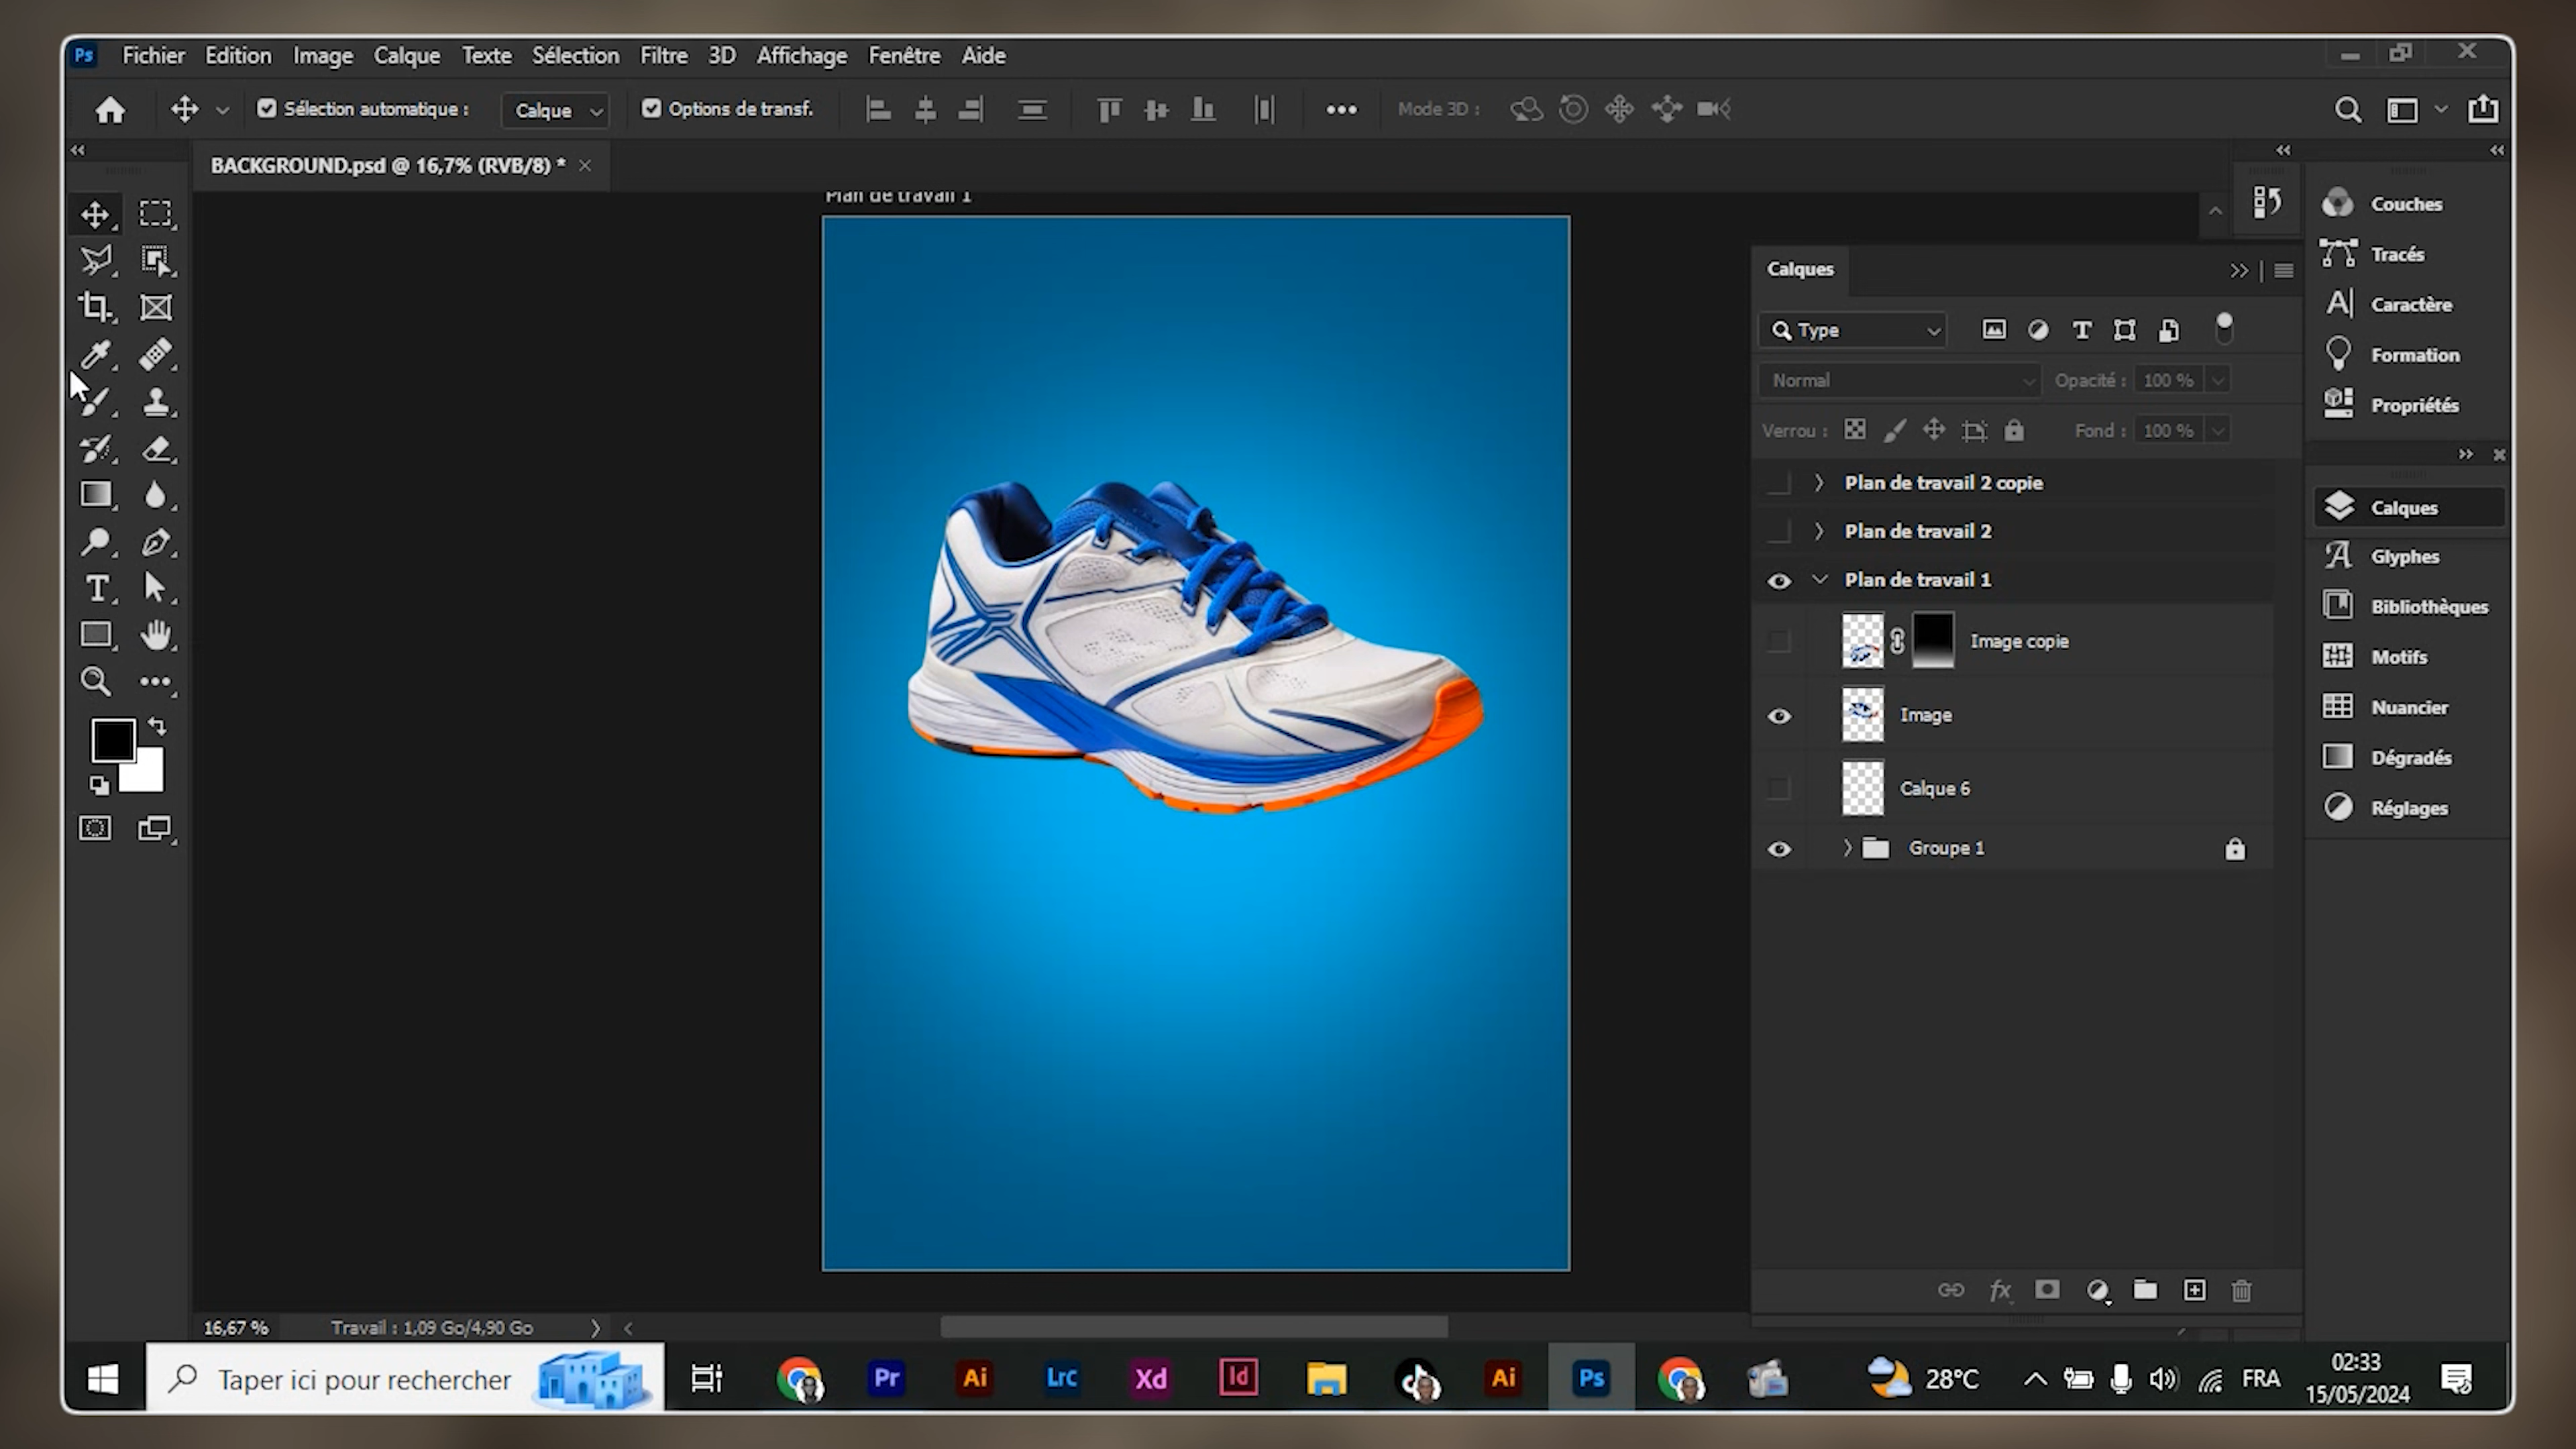 Ps Fichier Edition Image Calque Texte Sélection Filtre 3D Affichage Fenêtre Aide
Sélection automatique : Calque Options de transf. Mode 3D :
BACKGROUND.psd @ 16,7% (RVB/8) *
Plan de travail 1
Calques
Type
Normal Opacité : 100 %
Verrou : Fond : 100 %
Plan de travail 2 copie
Plan de travail 2
Plan de travail 1
Image copie
Image
Calque 6
Groupe 1
Couches
Tracés
Caractère
Formation
Propriétés
Calques
Glyphes
Bibliothèques
Motifs
Nuancier
Dégradés
Réglages
16,67 % Travail : 1,09 Go/4,90 Go
Taper ici pour rechercher Pr Ai Lrc Xd Id Ai Ps 28°C FRA 02:33
15/05/2024